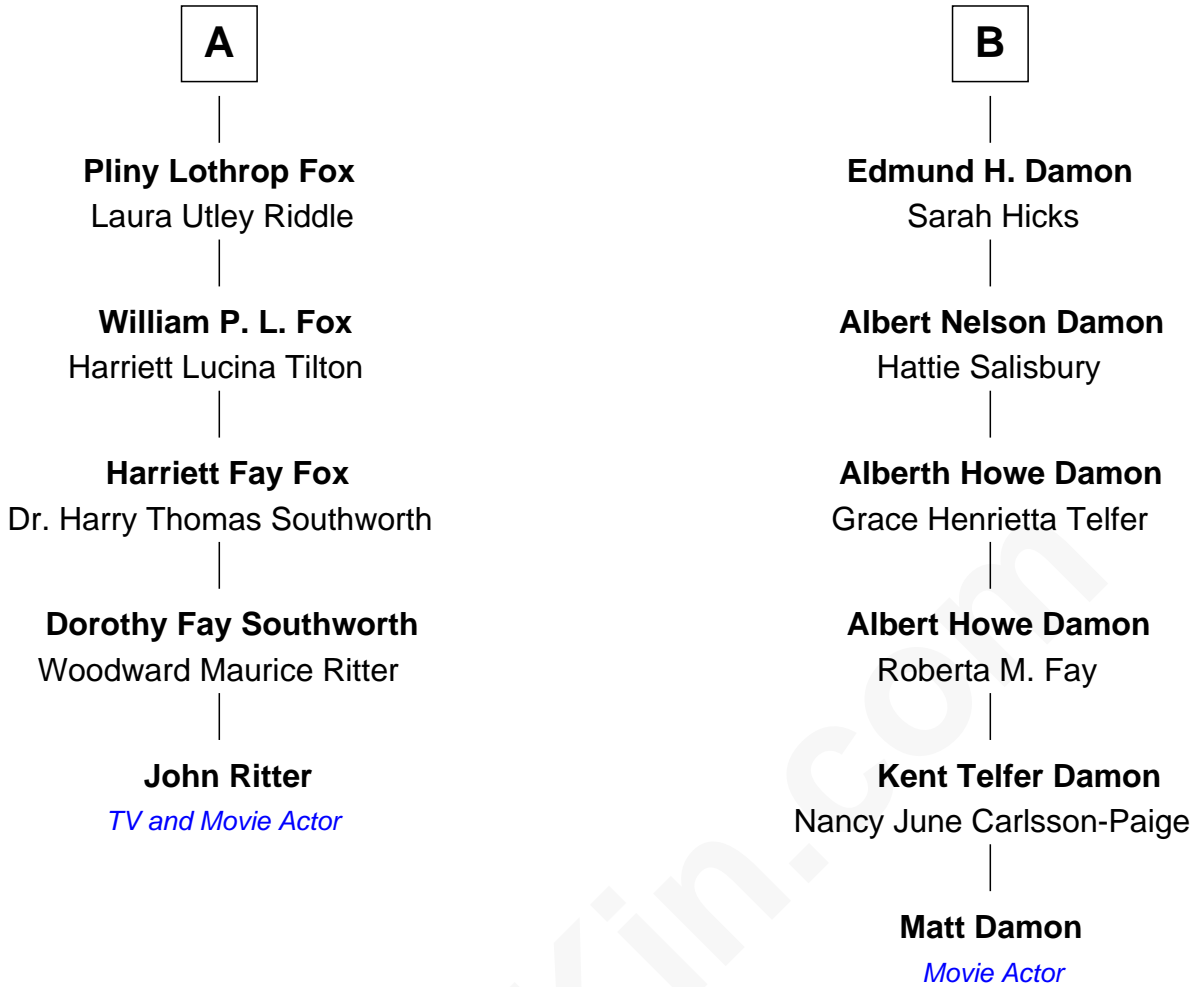 A
Pliny Lothrop Fox
Laura Utley Riddle
William P. L. Fox
Harriett Lucina Tilton
Harriett Fay Fox
Dr. Harry Thomas Southworth
Dorothy Fay Southworth
Woodward Maurice Ritter
John Ritter
TV and Movie Actor
B
Edmund H. Damon
Sarah Hicks
Albert Nelson Damon
Hattie Salisbury
Alberth Howe Damon
Grace Henrietta Telfer
Albert Howe Damon
Roberta M. Fay
Kent Telfer Damon
Nancy June Carlsson-Paige
Matt Damon
Movie Actor
Kin.com